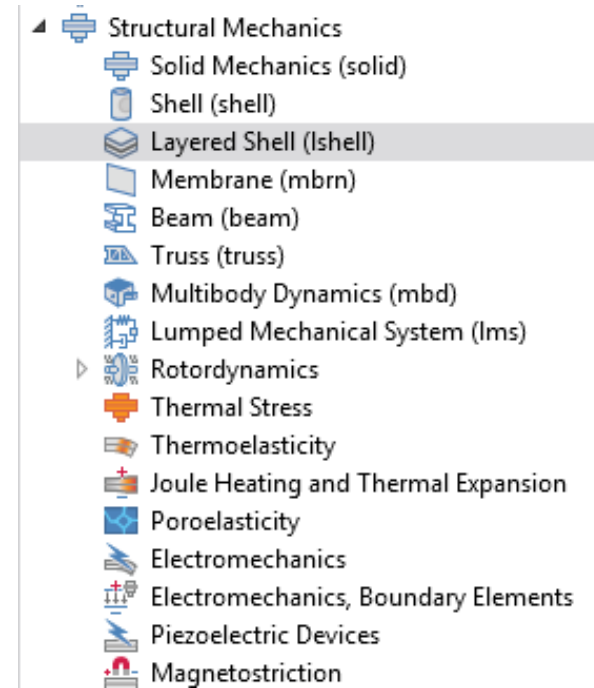 Structural Mechanics
Solid Mechanics (solid)
Shell (shell)
Layered Shell (lshell)
Membrane (mbrn)
Beam (beam)
Truss (truss)
Multibody Dynamics (mbd)
Lumped Mechanical System (lms)
Rotordynamics
Thermal Stress
Thermoelasticity
Joule Heating and Thermal Expansion
Poroelasticity
Electromechanics
Electromechanics, Boundary Elements
Piezoelectric Devices
Magnetostriction